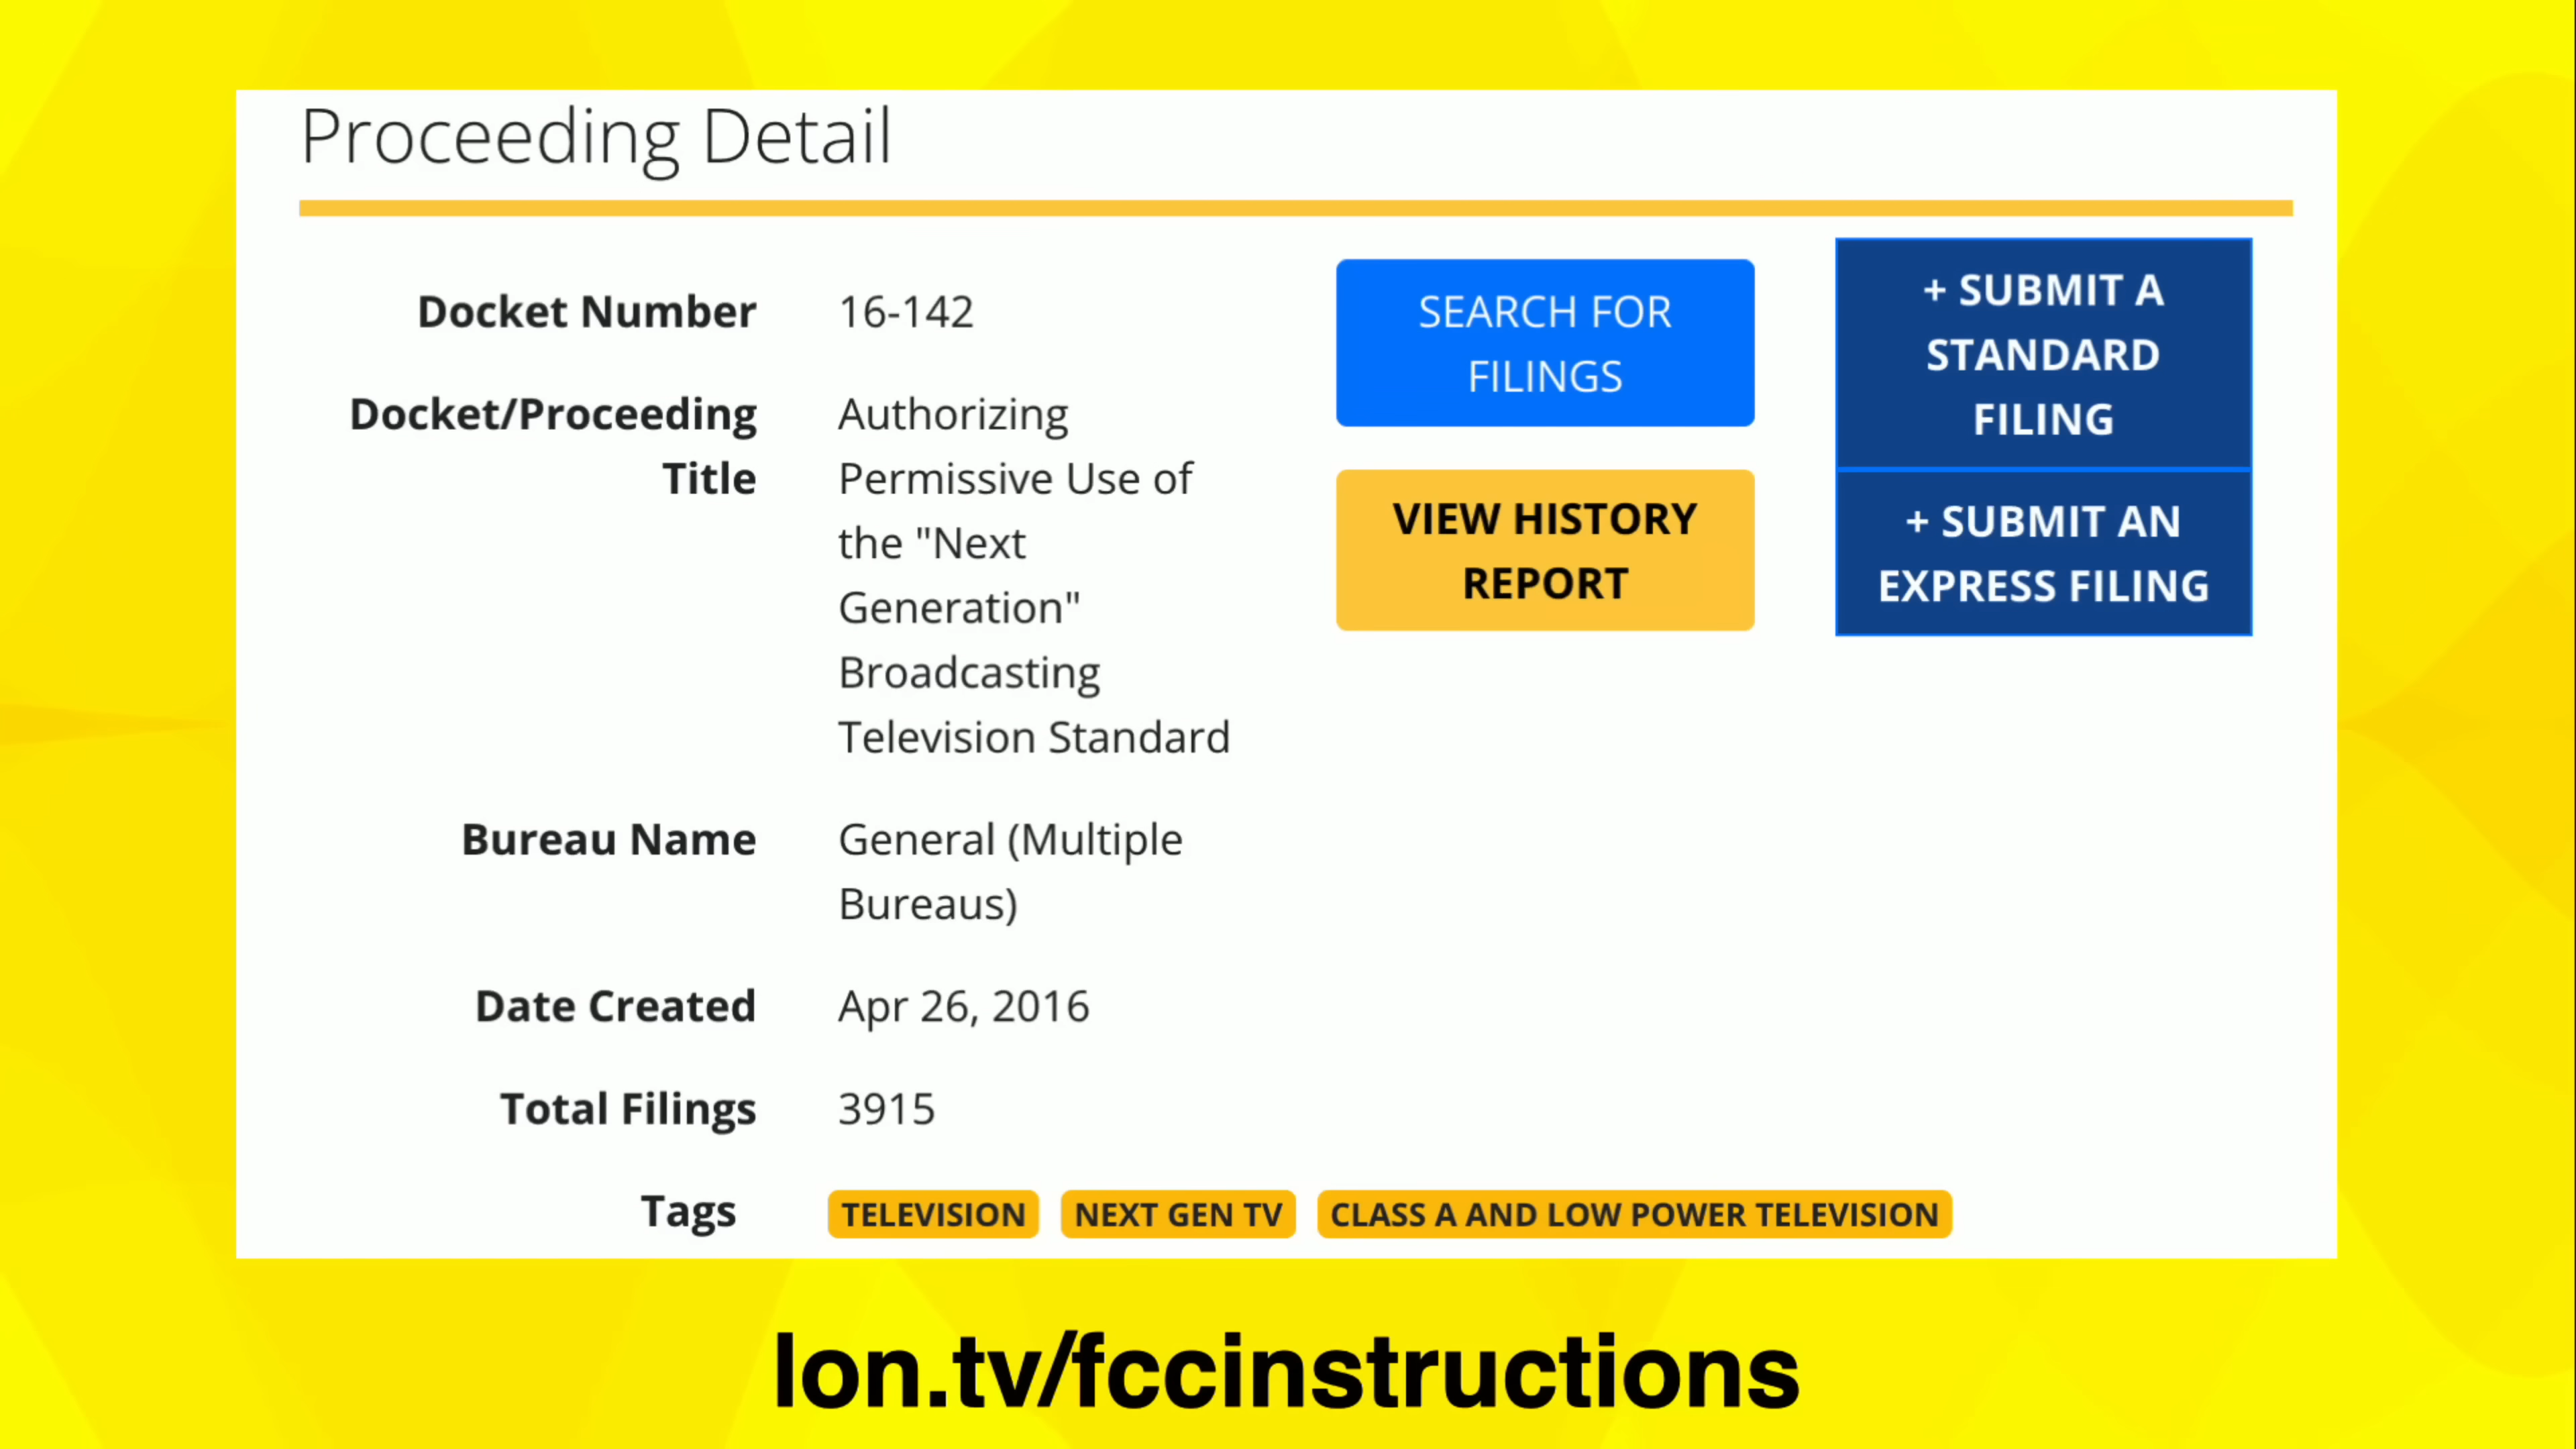 Proceeding Detail
Docket Number 16-142
Docket/Proceeding Title
Authorizing
Permissive Use of
the "Next
Generation"
Broadcasting
Television Standard
Bureau Name
General (Multiple
Bureaus)
Date Created Apr 26, 2016
Total Filings 3915
Tags TELEVISION NEXT GEN TV CLASS A AND LOW POWER TELEVISION
SEARCH FOR
FILINGS
VIEW HISTORY
REPORT
+ SUBMIT A
STANDARD
FILING
+ SUBMIT AN
EXPRESS FILING
lon.tv/fccinstructions